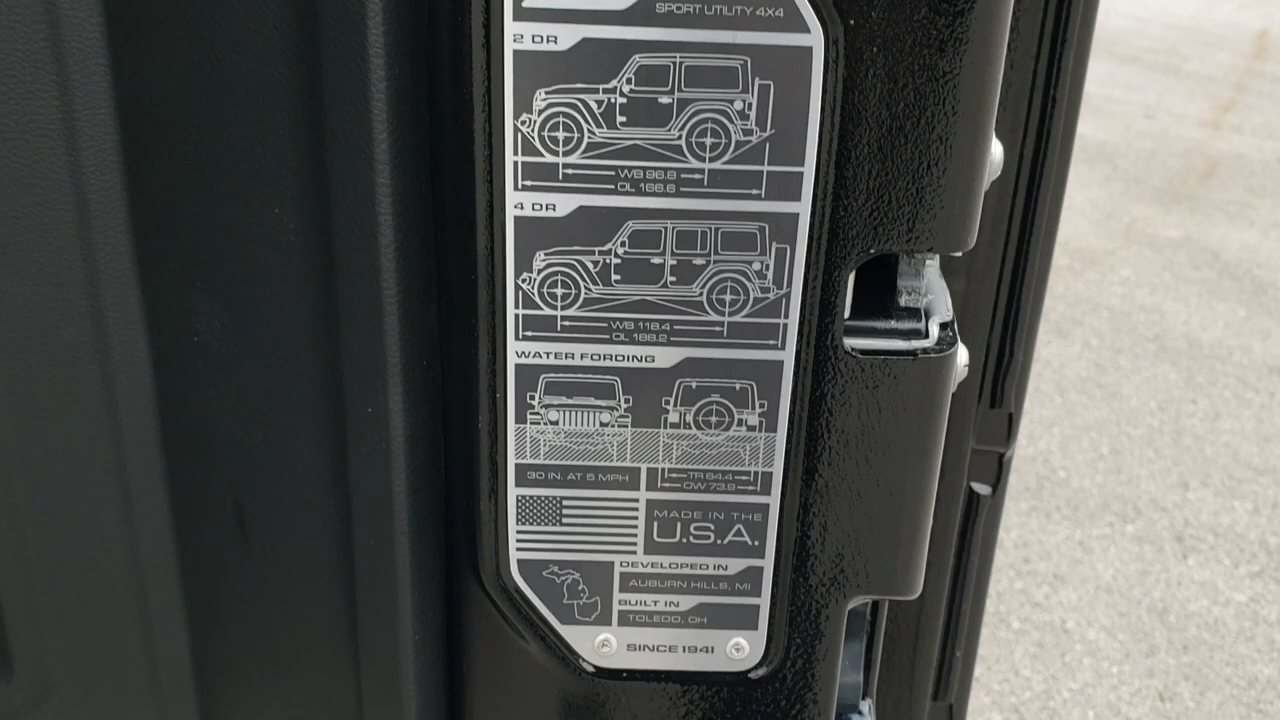 SPORT UTILITY 4X4
2 DR
WB 96.8
OL 166.6
4 DR
WB 118.4
OL 188.2
WATER FORDING
30 IN. AT 5 MPH
TR 64.4
OW 73.9
MADE IN THE
U.S.A.
DEVELOPED IN
AUBURN HILLS, MI
BUILT IN
TOLEDO, OH
SINCE 1941